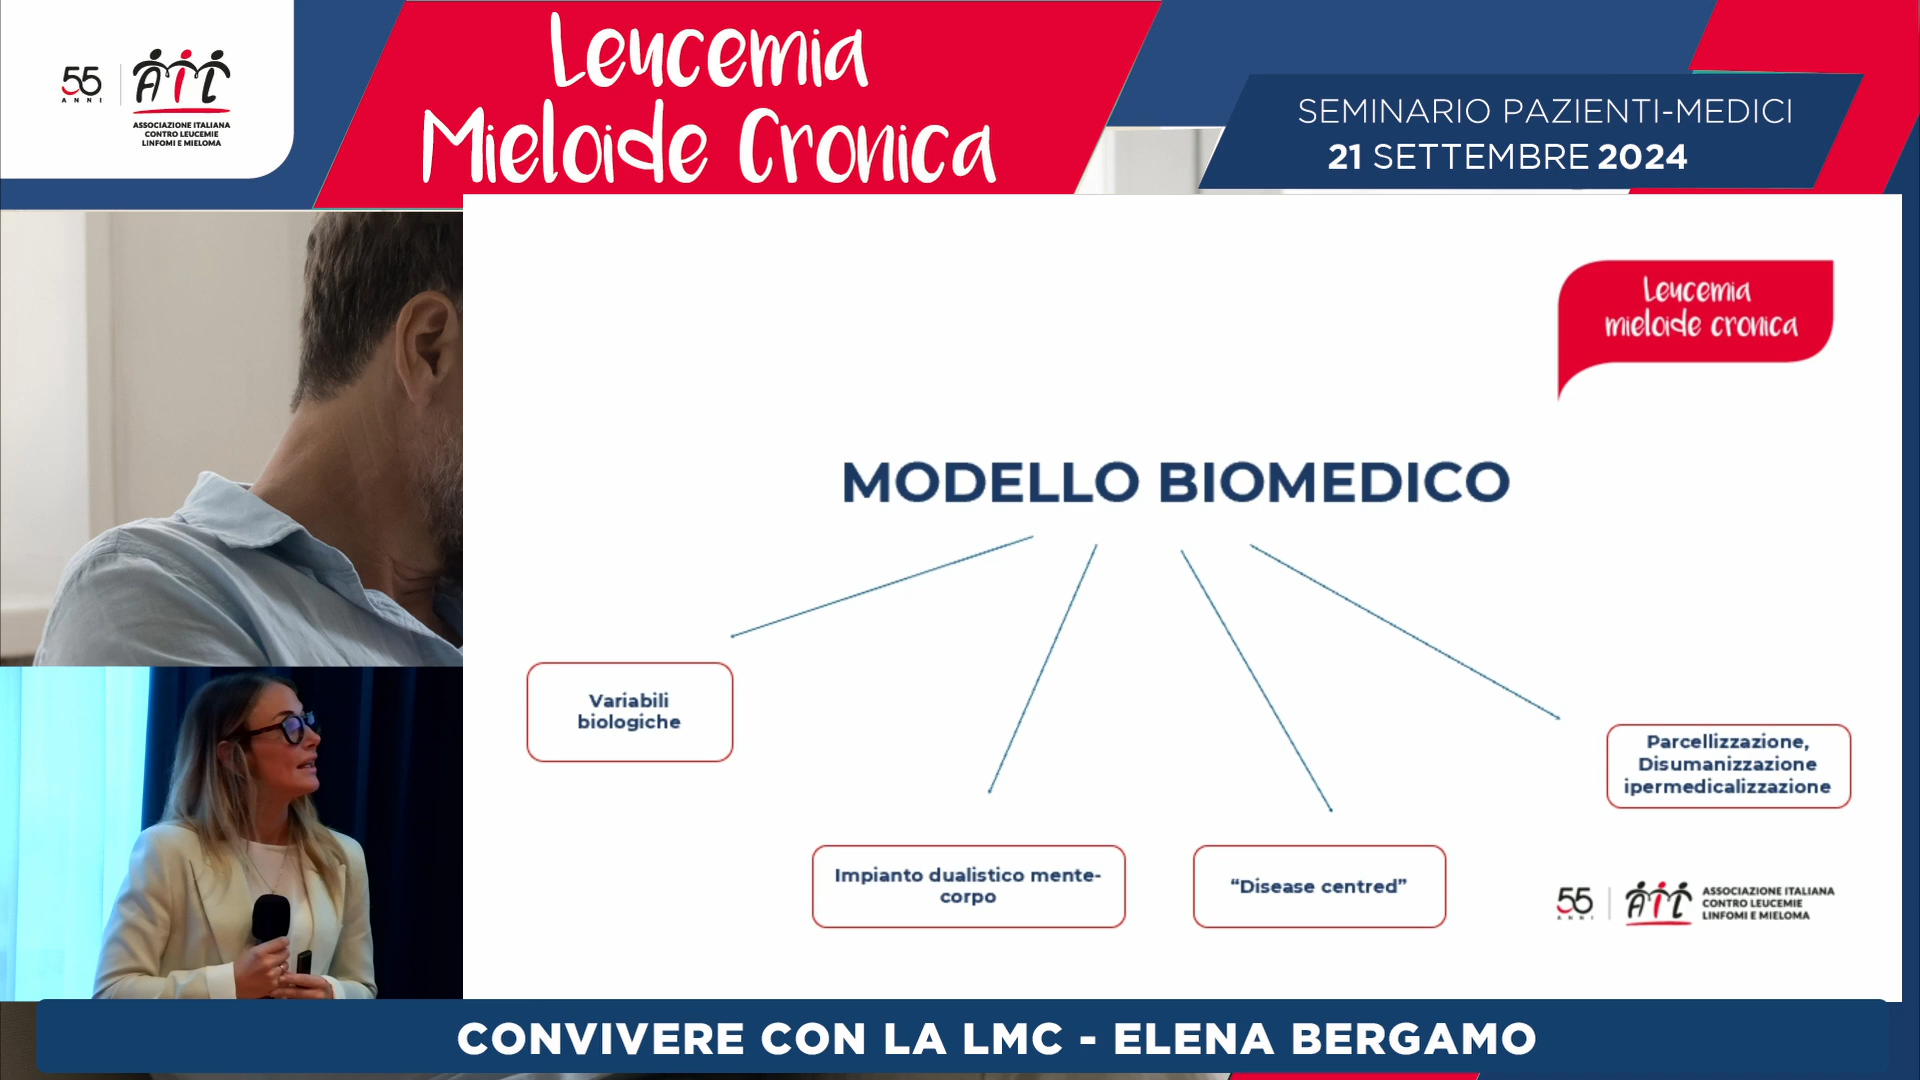 55
ANNI
AIL
ASSOCIAZIONE ITALIANA
CONTRO LEUCEMIE
LINFOMI E MIELOMA
Leucemia
Mieloide Cronica
SEMINARIO PAZIENTI-MEDICI
21 SETTEMBRE 2024
Leucemia
mieloide cronica
MODELLO BIOMEDICO
Variabili
biologiche
Impianto dualistico mente-
corpo
“Disease centred”
Parcellizzazione,
Disumanizzazione
ipermedicalizzazione
55
ANNI
AIL
ASSOCIAZIONE ITALIANA
CONTRO LEUCEMIE
LINFOMI E MIELOMA
CONVIVERE CON LA LMC - ELENA BERGAMO